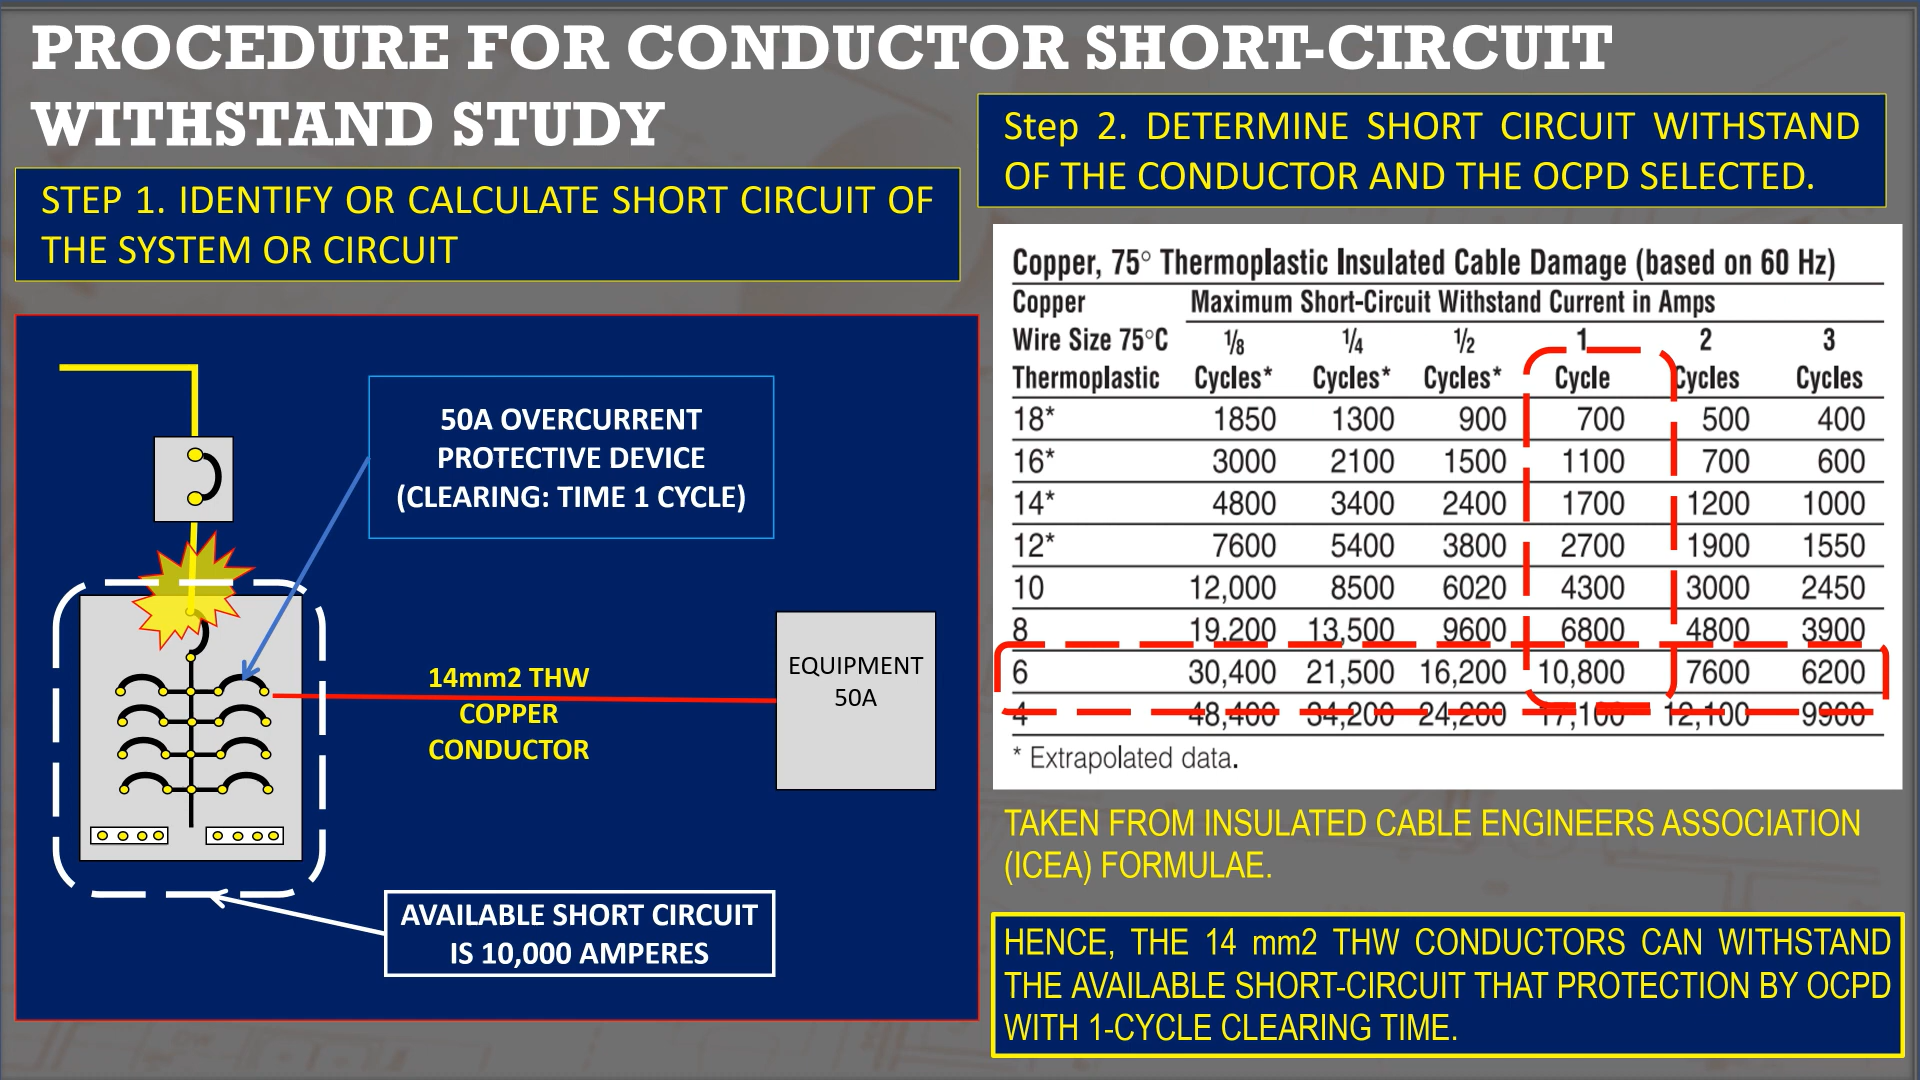 PROCEDURE FOR CONDUCTOR SHORT-CIRCUIT
WITHSTAND STUDY
STEP 1. IDENTIFY OR CALCULATE SHORT CIRCUIT OF
THE SYSTEM OR CIRCUIT
50A OVERCURRENT
PROTECTIVE DEVICE
(CLEARING: TIME 1 CYCLE)
14mm2 THW
COPPER
CONDUCTOR
EQUIPMENT
50A
AVAILABLE SHORT CIRCUIT
IS 10,000 AMPERES
Step 2. DETERMINE SHORT CIRCUIT WITHSTAND
OF THE CONDUCTOR AND THE OCPD SELECTED.
Copper, 75° Thermoplastic Insulated Cable Damage (based on 60 Hz)
Copper Maximum Short-Circuit Withstand Current in Amps
Wire Size 75°C 1/8 1/4 1/2 1 2 3
Thermoplastic Cycles* Cycles* Cycles* Cycle Cycles Cycles
18* 1850 1300 900 700 500 400
16* 3000 2100 1500 1100 700 600
14* 4800 3400 2400 1700 1200 1000
12* 7600 5400 3800 2700 1900 1550
10 12,000 8500 6020 4300 3000 2450
8 19,200 13,500 9600 6800 4800 3900
6 30,400 21,500 16,200 10,800 7600 6200
4 48,400 34,200 24,200 17,100 12,100 9900
* Extrapolated data.
TAKEN FROM INSULATED CABLE ENGINEERS ASSOCIATION
(ICEA) FORMULAE.
HENCE, THE 14 mm2 THW CONDUCTORS CAN WITHSTAND
THE AVAILABLE SHORT-CIRCUIT THAT PROTECTION BY OCPD
WITH 1-CYCLE CLEARING TIME.